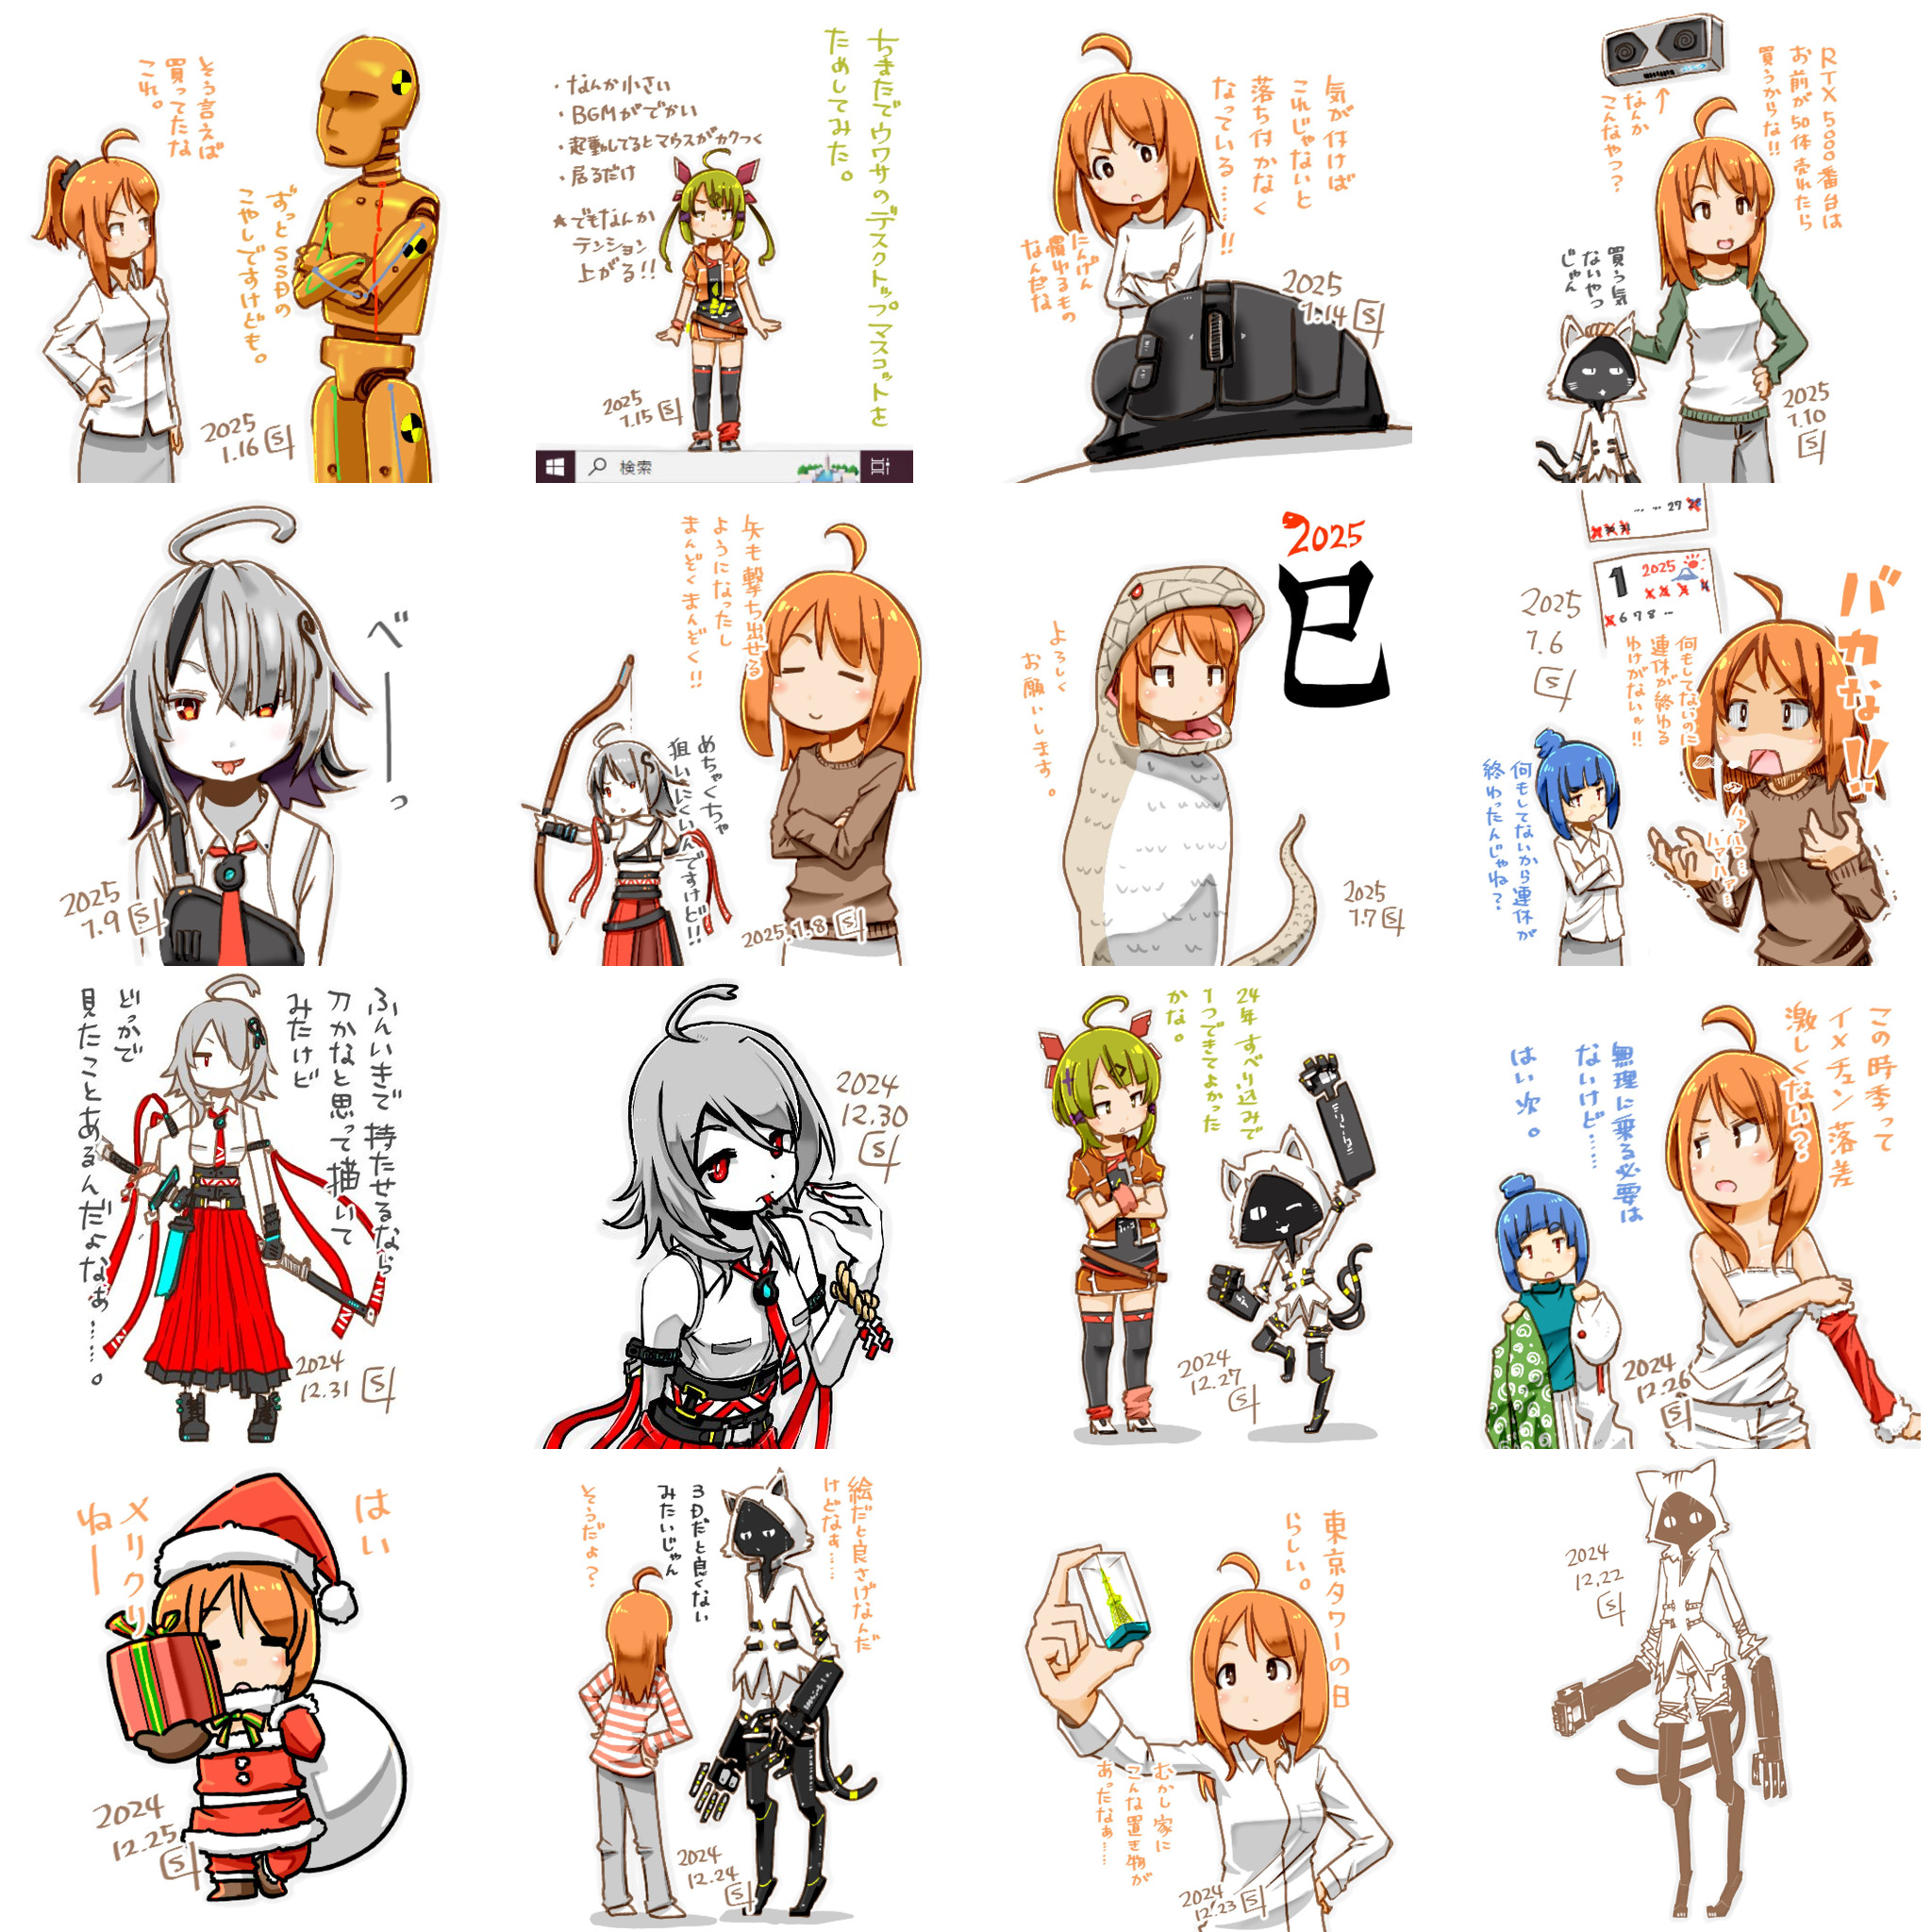 そう言えば
買ってたな
これ。
ずっとSSDの
こやしですけども。
2025
1.16
ちまたでウワサのデスクトップマスコットを
ためしてみた。
・なんか小さい
・BGMがでかい
・起動してるとマウスがカクつく
・居るだけ
★でもなんか
テンション
上がる!!
2025
1.15
検索
気が付けば
これじゃないと
落ち付かなく
なっている……!!
にんげん
慣れるもの
なんだな
2025
1.14
RTX5000番台は
お前が50体売れたら
買うからな!!
なんか
こんなやつ?
買う気
ないやつ
じゃん
2025
1.10
べーっ
2025
1.9
矢も撃ち出せる
ようになったし
まんぞくまんぞく!!
めちゃくちゃ
狙いにくいんですけど!!
2025.1.8
2025
巳
よろしく
お願いします。
2025
1.7
27
1
2025
6 7 8 …
2025
1.6
バカな!!
何もしてないのに
連休が終わる
わけがないッ!!
何もしてないから連休が
終わったんじゃね?
ふんいきで持たせるなら
刀かなと思って描いて
みたけど
どっかで
見たことあるんだよなぁ……。
2024
12.31
2024
12.30
24年すべり込みで
1つできてよかった
かな。
2024
12.27
この時季って
イメチェン落差
激しくない?
無理に乗る必要は
ないけど……
はい次。
2024
12.26
はい
メリクリ
ねー
2024
12.25
絵だと良さげなんだ
けどなぁ……
3Dだと良くない
みたいじゃん
そうだよ?
2024
12.24
東京タワーの日
らしい。
むかし家に
こんな置き物が
あったなぁ……
2024
12.23
2024
12.22